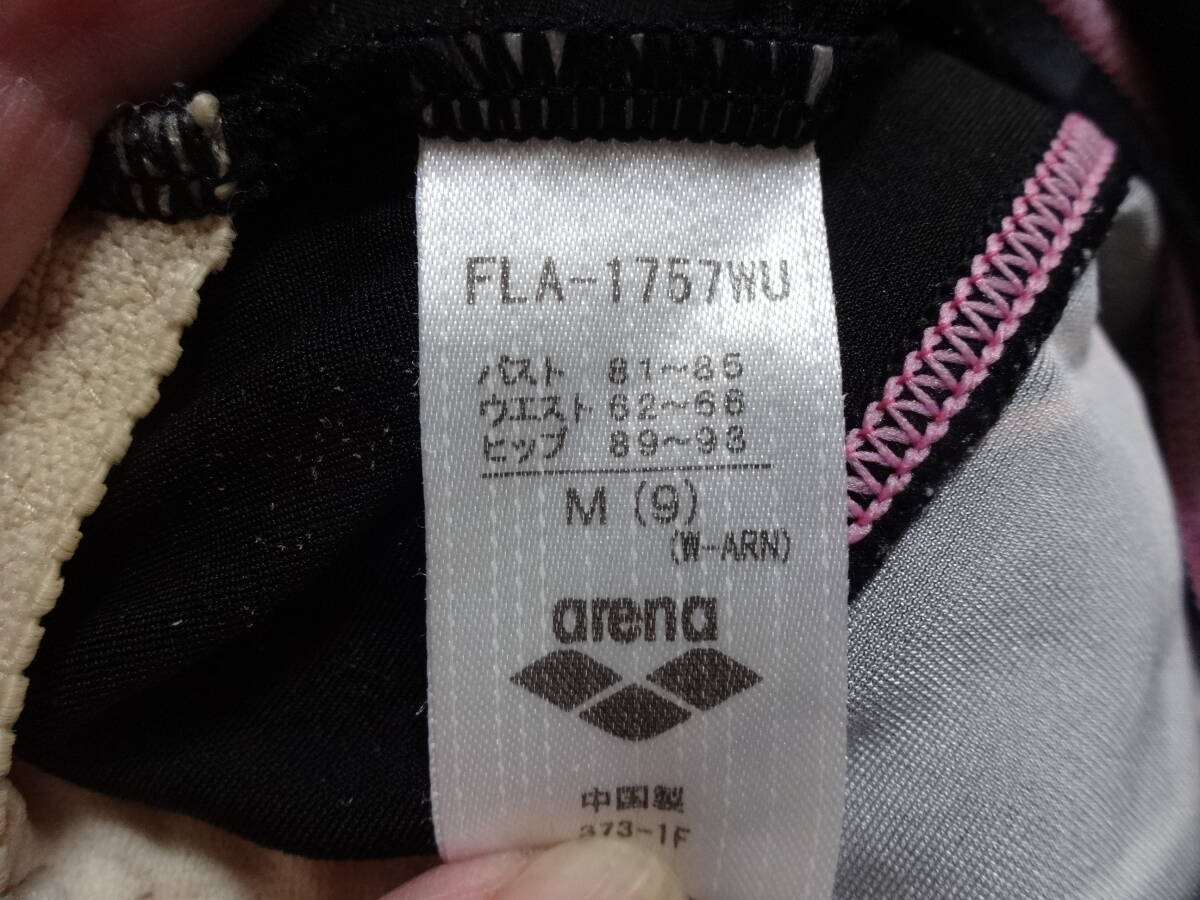 FLA-1757WU
バスト 81～85
ウエスト 62～66
ヒップ 89～93
M (9)
(W-ARN)
arena
中国製
373-1F